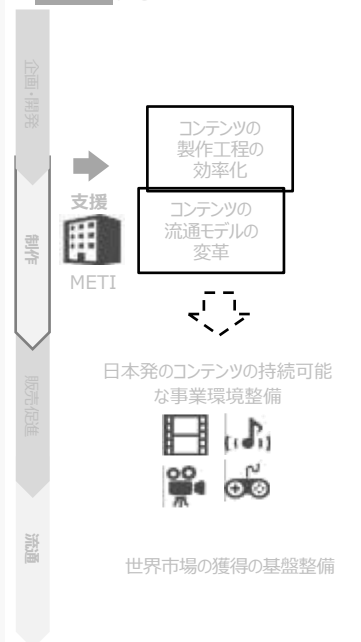 企画・開発
制作
販売促進
流通
支援
METI
コンテンツの
製作工程の
効率化
コンテンツの
流通モデルの
変革
日本発のコンテンツの持続可能
な事業環境整備
世界市場の獲得の基盤整備